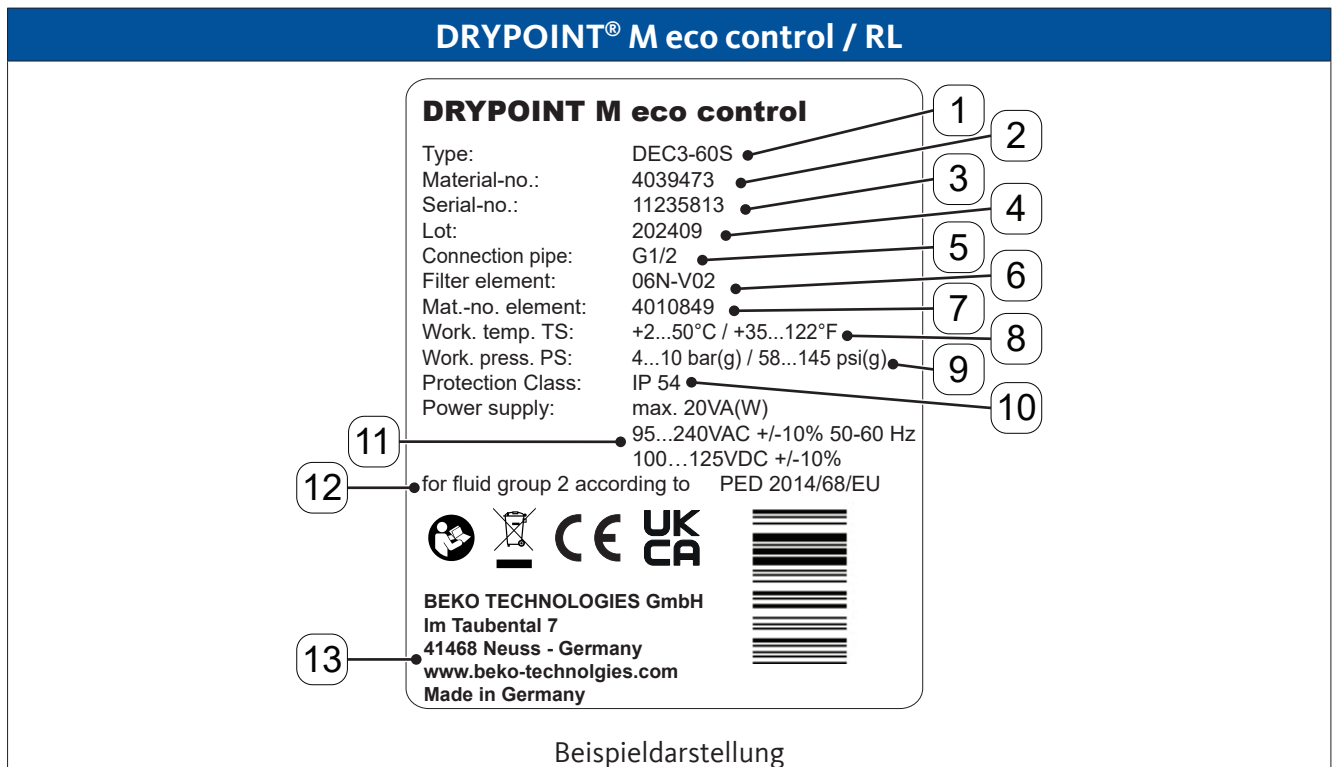 DRYPOINT® M eco control / RL
DRYPOINT M eco control
Type: DEC3-60S 1
Material-no.: 4039473 2
Serial-no.: 11235813 3
Lot: 202409 4
Connection pipe: G1/2 5
Filter element: 06N-V02 6
Mat.-no. element: 4010849 7
Work. temp. TS: +2...50°C / +35...122°F 8
Work. press. PS: 4...10 bar(g) / 58...145 psi(g) 9
Protection Class: IP 54 10
Power supply: max. 20VA(W)
11 95...240VAC +/-10% 50-60 Hz
100...125VDC +/-10%
12 for fluid group 2 according to PED 2014/68/EU
CE UK
CA
BEKO TECHNOLOGIES GmbH
Im Taubental 7
13 41468 Neuss - Germany
www.beko-technolgies.com
Made in Germany
Beispieldarstellung